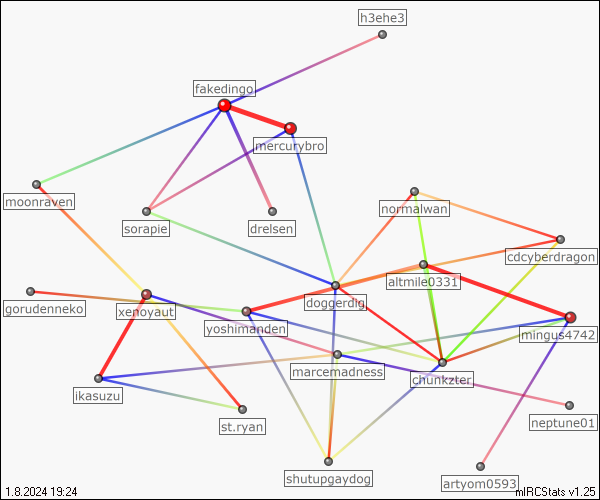 h3ehe3
fakedingo
mercurybro
moonraven
sorapie
drelsen
normalwan
cdcyberdragon
altmile0331
doggerdig
gorudenneko
xenoyaut
yoshimanden
mingus4742
marcemadness
chunkzter
ikasuzu
st.ryan
neptune01
shutupgaydog
artyom0593
1.8.2024 19:24
mIRCStats v1.25